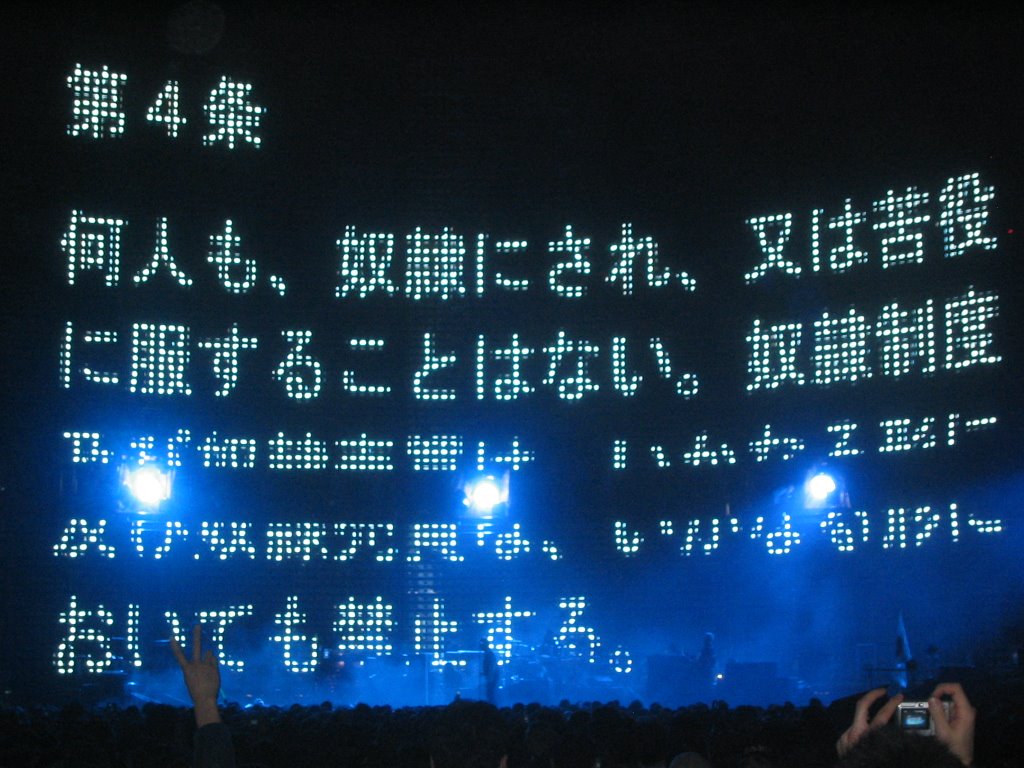 第4条
何人も、奴隷にされ、又は苦役
に服することはない。奴隷制度
及び奴隷売買は、いかなる形に
おいても禁止する。